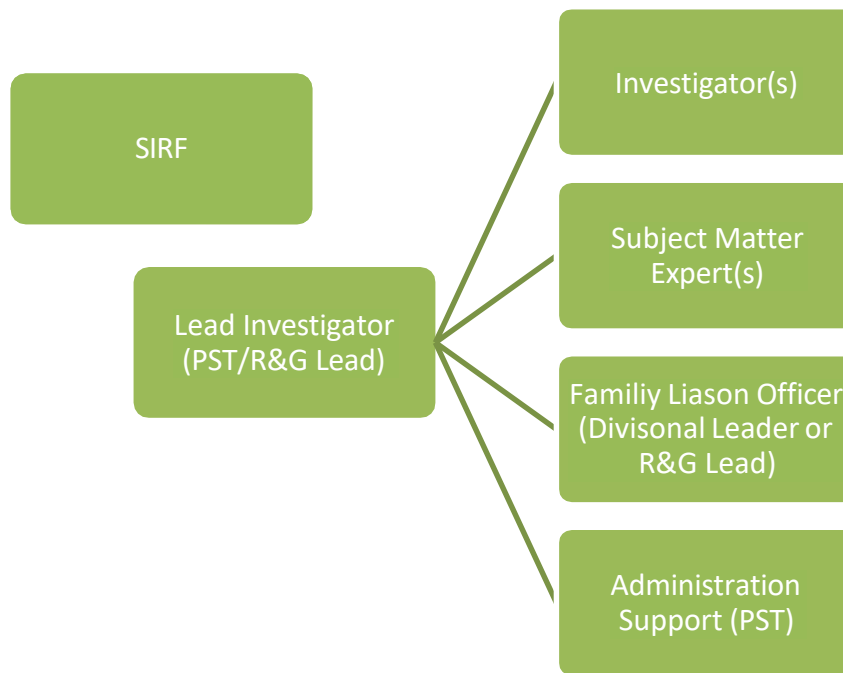 SIRF
Lead Investigator
(PST/R&G Lead)
Investigator(s)
Subject Matter
Expert(s)
Familiy Liason Officer
(Divisonal Leader or
R&G Lead)
Administration
Support (PST)